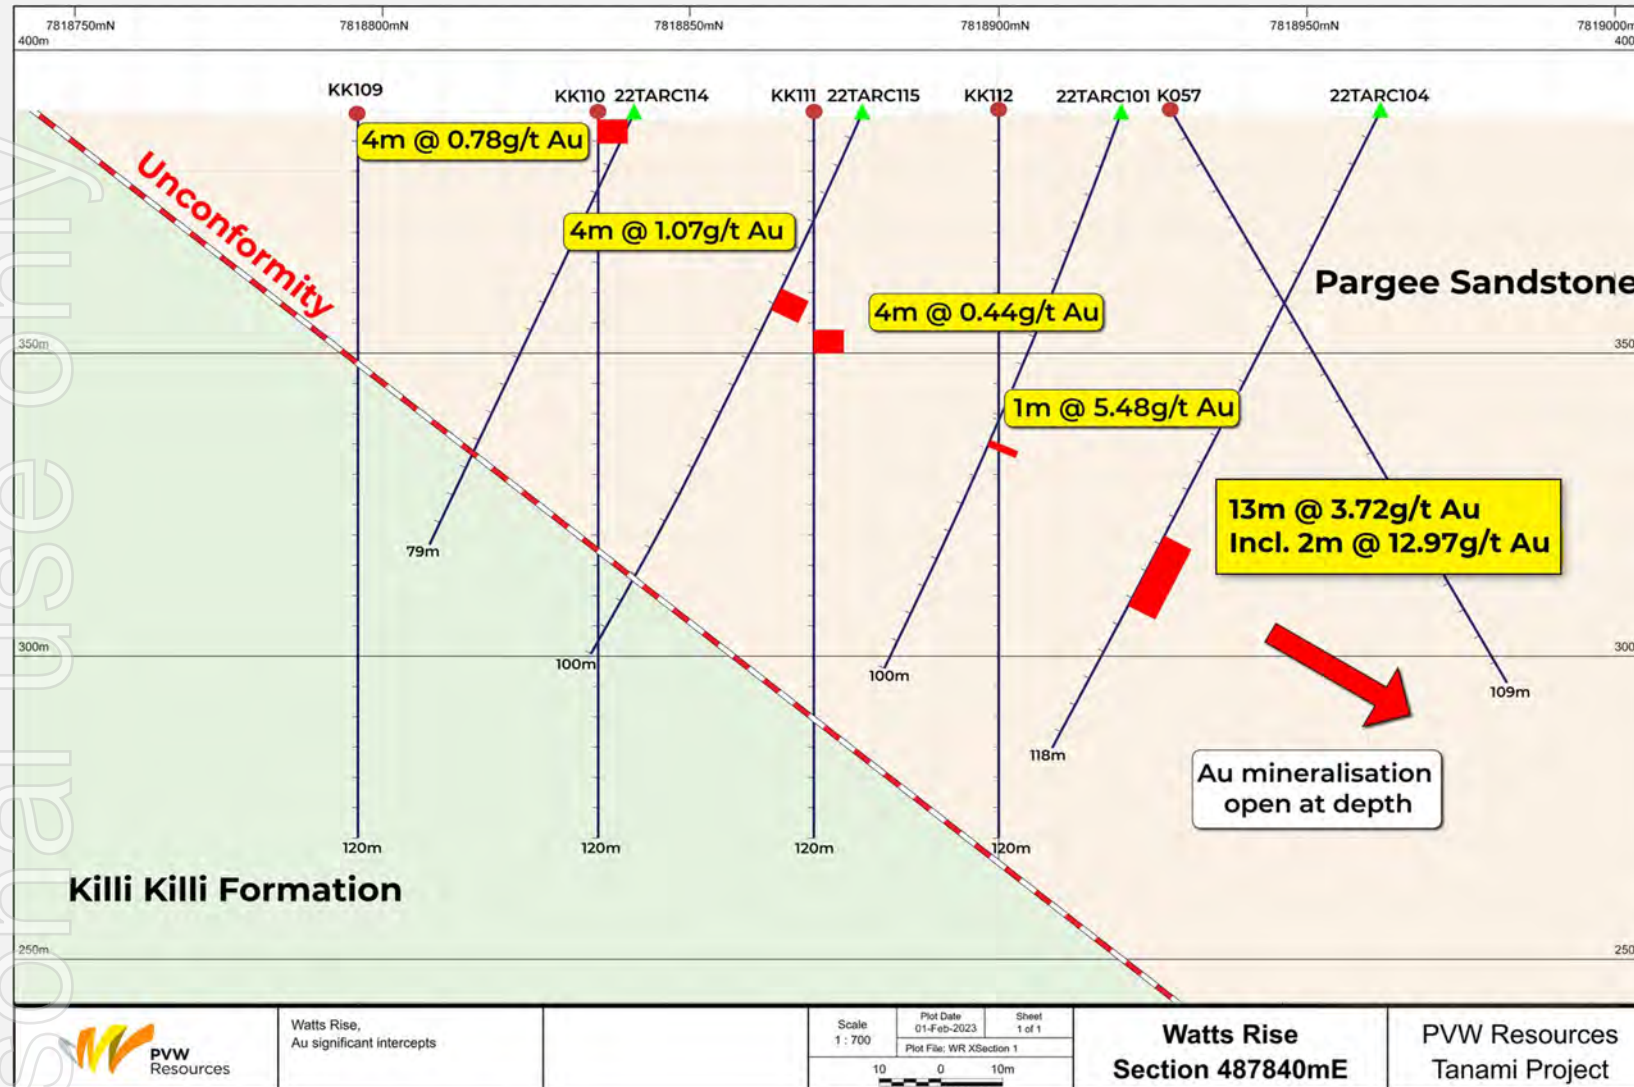 7818750mN 7818800mN 7818850mN 7818900mN 7818950mN 7819000m
400m 400
KK109 KK110 22TARC114 KK111 22TARC115 KK112 22TARC101 K057 22TARC104
4m @ 0.78g/t Au
Unconformity
4m @ 1.07g/t Au
Pargee Sandstone
4m @ 0.44g/t Au
350m 350
1m @ 5.48g/t Au
13m @ 3.72g/t Au
Incl. 2m @ 12.97g/t Au
79m
300m 300
100m 100m 109m
118m
Au mineralisation
open at depth
120m 120m 120m 120m
Killi Killi Formation
250m 250
sonal use only
PVW
Resources
Watts Rise,
Au significant intercepts
Scale
1 : 700
Plot Date
01-Feb-2023
Sheet
1 of 1
Plot File: WR XSection 1
10 0 10m
Watts Rise
Section 487840mE
PVW Resources
Tanami Project